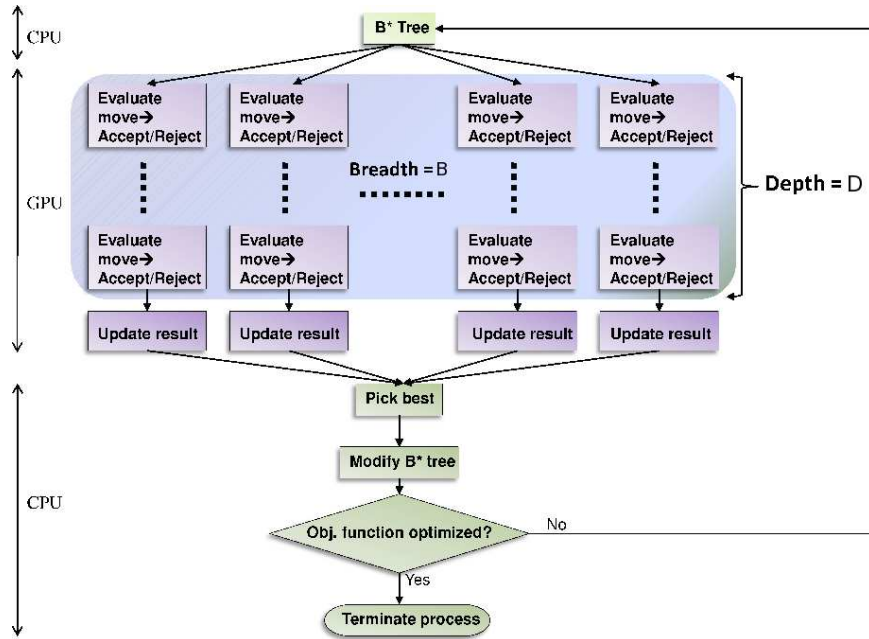 CPU
B* Tree
GPU
Evaluate
move→
Accept/Reject
Evaluate
move→
Accept/Reject
Evaluate
move→
Accept/Reject
Evaluate
move→
Accept/Reject
Breadth = B
Depth = D
Evaluate
move→
Accept/Reject
Evaluate
move→
Accept/Reject
Evaluate
move→
Accept/Reject
Evaluate
move→
Accept/Reject
Update result
Update result
Update result
Update result
CPU
Pick best
Modify B* tree
Obj. function optimized?
No
Yes
Terminate process